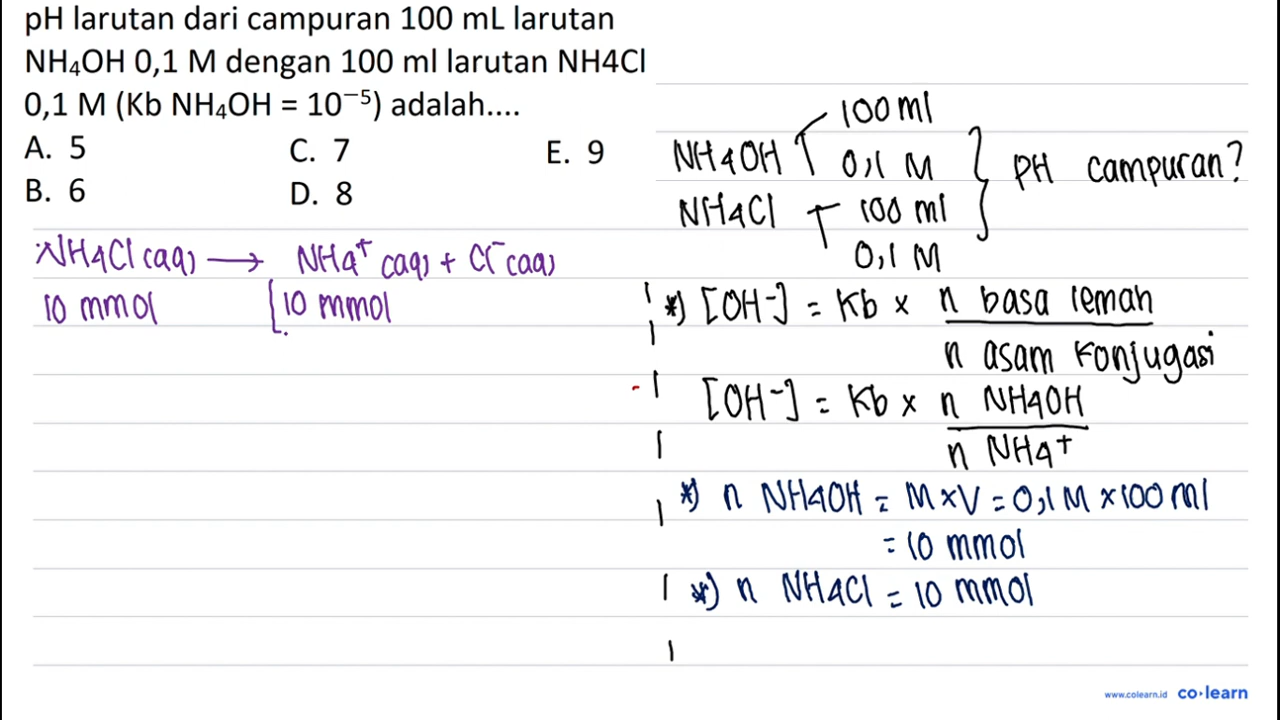 pH larutan dari campuran 100 mL larutan
NH₄OH 0,1 M dengan 100 ml larutan NH4Cl
0,1 M (Kb NH₄OH = 10⁻⁵) adalah....
A. 5 C. 7 E. 9
B. 6 D. 8
NH4Cl (aq) → NH4⁺ (aq) + Cl⁻ (aq)
10 mmol 10 mmol
NH4OH 100 ml
0,1 M
NH4Cl 100 ml
0,1 M
PH campuran?
*) [OH⁻] = Kb × n basa lemah
n asam konjugasi
[OH⁻] = Kb × n NH4OH
n NH4⁺
*) n NH4OH = M × V = 0,1 M × 100 ml
= 10 mmol
*) n NH4Cl = 10 mmol
www.colearn.id co·learn